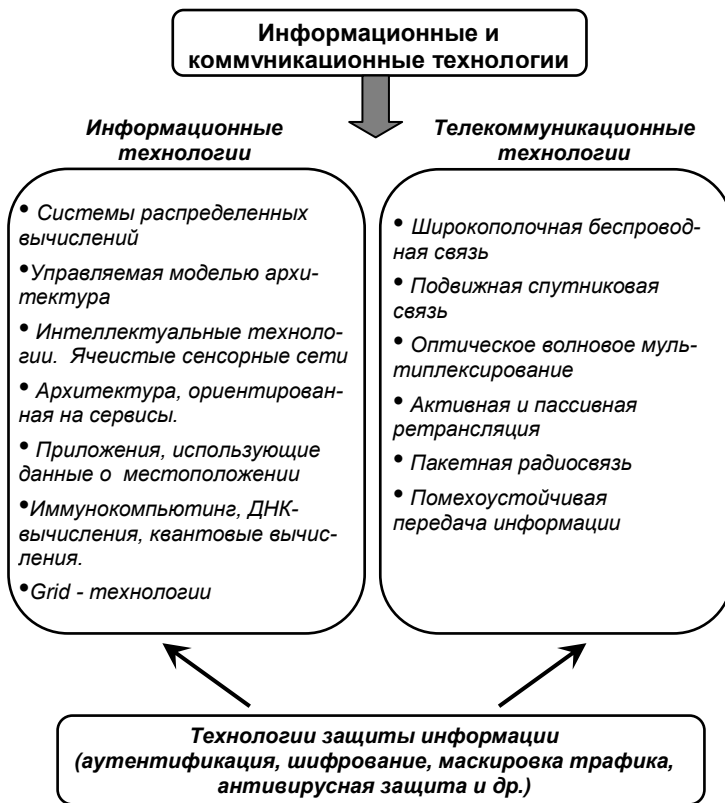 Информационные и
коммуникационные технологии
Информационные
технологии
• Системы распределенных
вычислений
•Управляемая моделью архи-
тектура
• Интеллектуальные техноло-
гии. Ячеистые сенсорные сети
• Архитектура, ориентирован-
ная на сервисы.
• Приложения, использующие
данные о местоположении
•Иммунокомпьютинг, ДНК-
вычисления, квантовые вычис-
ления.
•Grid - технологии
Телекоммуникационные
технологии
• Широкополочная беспровод-
ная связь
• Подвижная спутниковая
связь
• Оптическое волновое муль-
типлексирование
• Активная и пассивная
ретрансляция
• Пакетная радиосвязь
• Помехоустойчивая
передача информации
Технологии защиты информации
(аутентификация, шифрование, маскировка трафика,
антивирусная защита и др.)